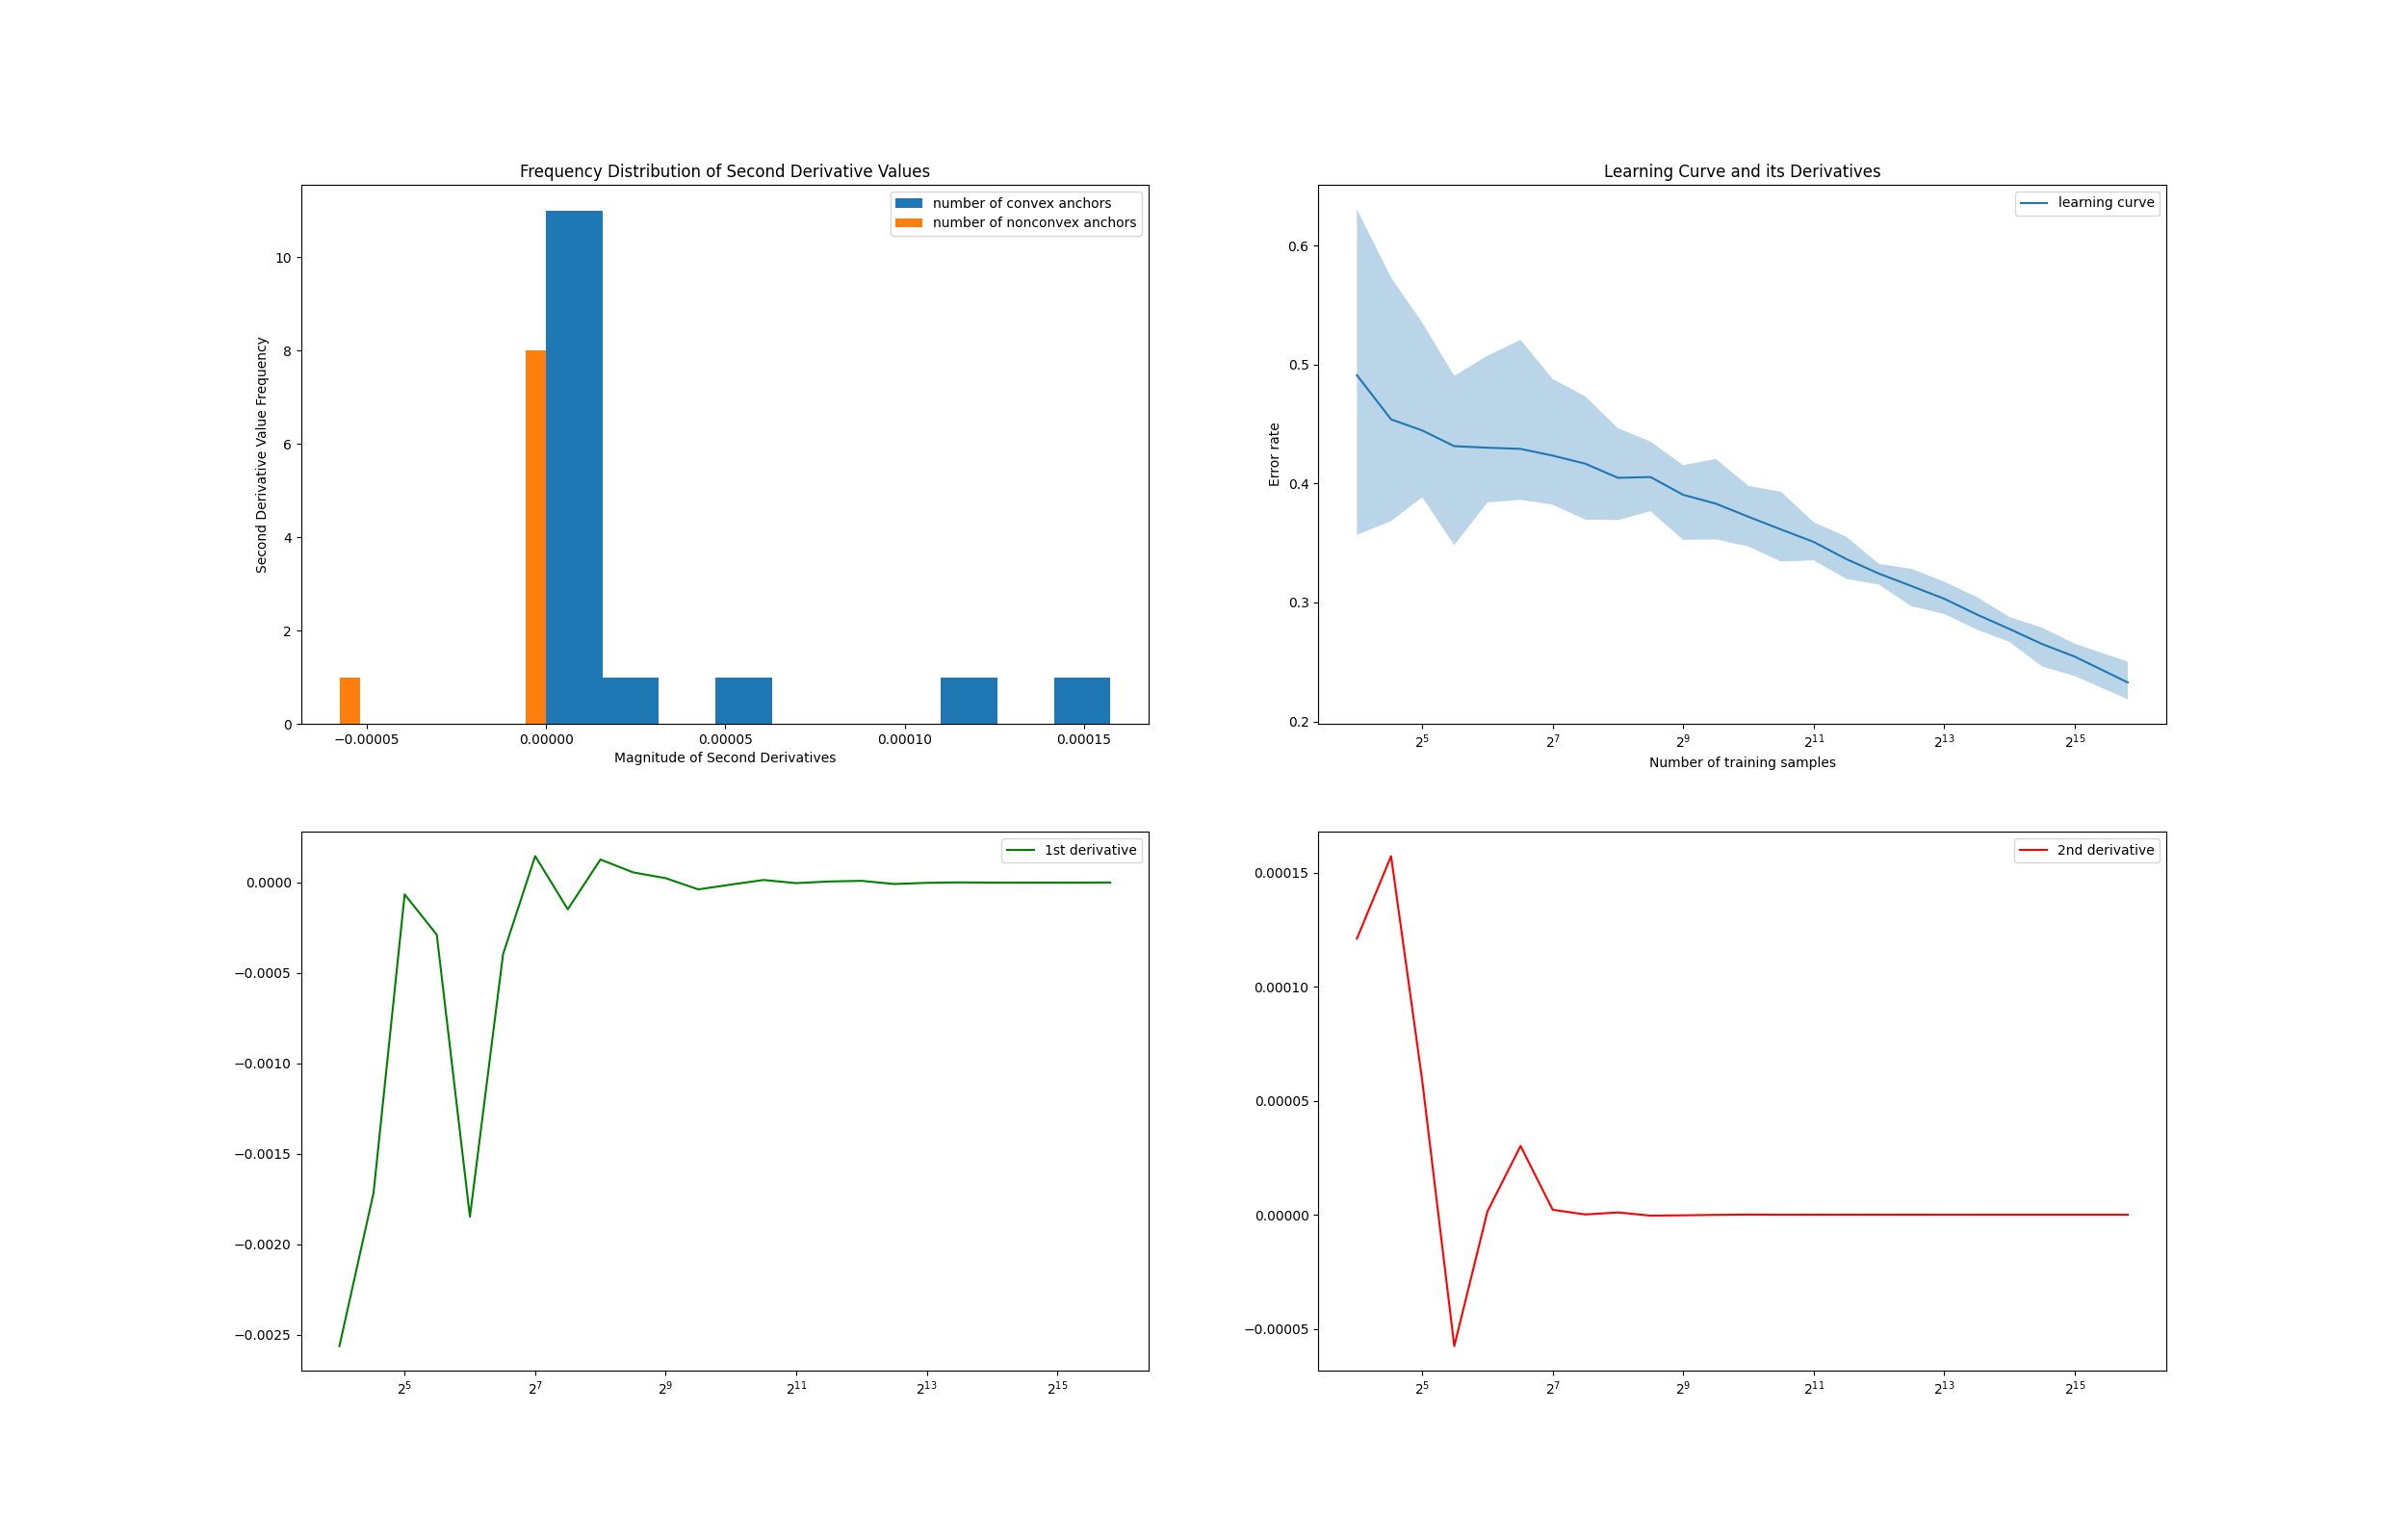 Frequency Distribution of Second Derivative Values
number of convex anchors
number of nonconvex anchors
Second Derivative Value Frequency
10
8
6
4
2
0
−0.00005 0.00000 0.00005 0.00010 0.00015
Magnitude of Second Derivatives
Learning Curve and its Derivatives
learning curve
Error rate
0.6
0.5
0.4
0.3
0.2
2^5 2^7 2^9 2^11 2^13 2^15
Number of training samples
1st derivative
0.0000
−0.0005
−0.0010
−0.0015
−0.0020
−0.0025
2^5 2^7 2^9 2^11 2^13 2^15
2nd derivative
0.00015
0.00010
0.00005
0.00000
−0.00005
2^5 2^7 2^9 2^11 2^13 2^15